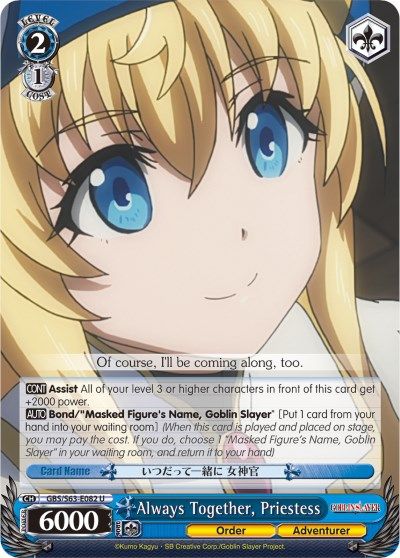 LEVEL
2
1
COST
Of course, I'll be coming along, too.
CONT Assist All of your level 3 or higher characters in front of this card get
+2000 power.
AUTO Bond/"Masked Figure's Name, Goblin Slayer" [Put 1 card from your
hand into your waiting room] (When this card is played and placed on stage,
you may pay the cost. If you do, choose 1 "Masked Figure's Name, Goblin
Slayer" in your waiting room, and return it to your hand)
Card Name いつだって一緒に 女神官
CH GBS/S63-E082 U
POWER 6000
Always Together, Priestess
GOBLIN SLAYER
Order Adventurer
©Kumo Kagyu・SB Creative Corp./Goblin Slayer Project.